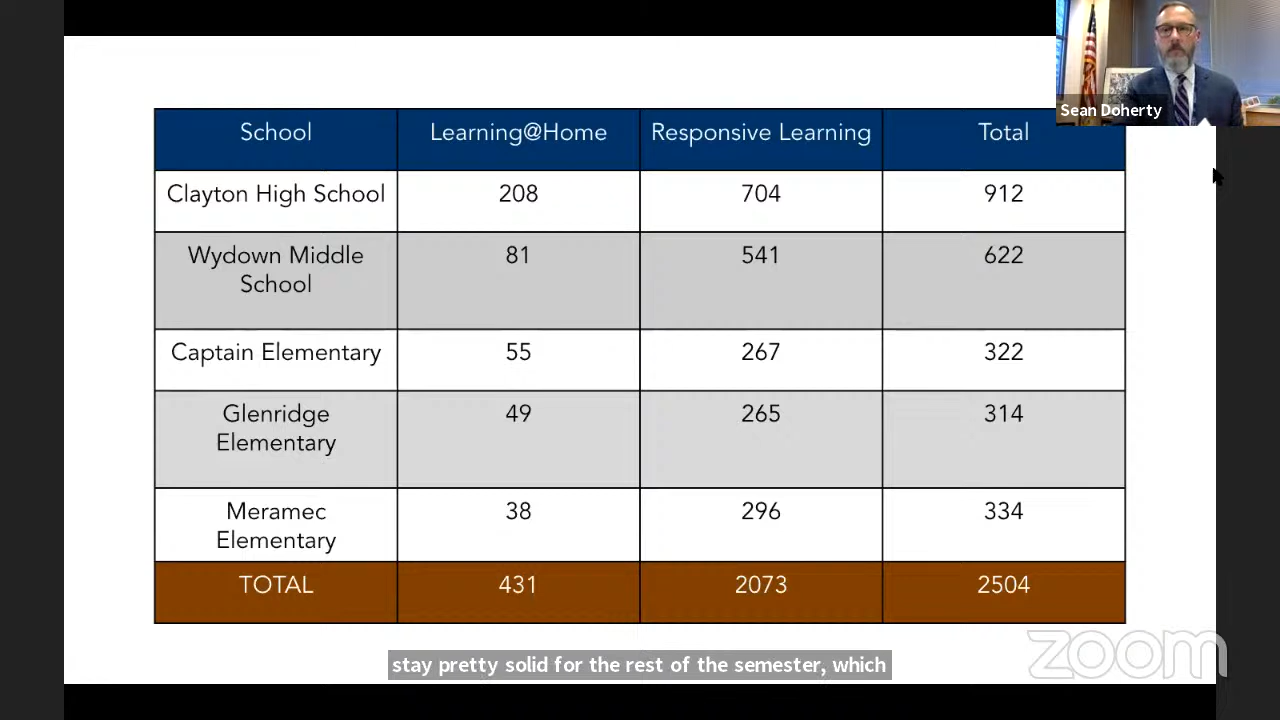 Sean Doherty
School Learning@Home Responsive Learning Total
Clayton High School 208 704 912
Wydown Middle 81 541 622
School
Captain Elementary 55 267 322
Glenridge 49 265 314
Elementary
Meramec 38 296 334
Elementary
TOTAL 431 2073 2504
zoom
stay pretty solid for the rest of the semester, which